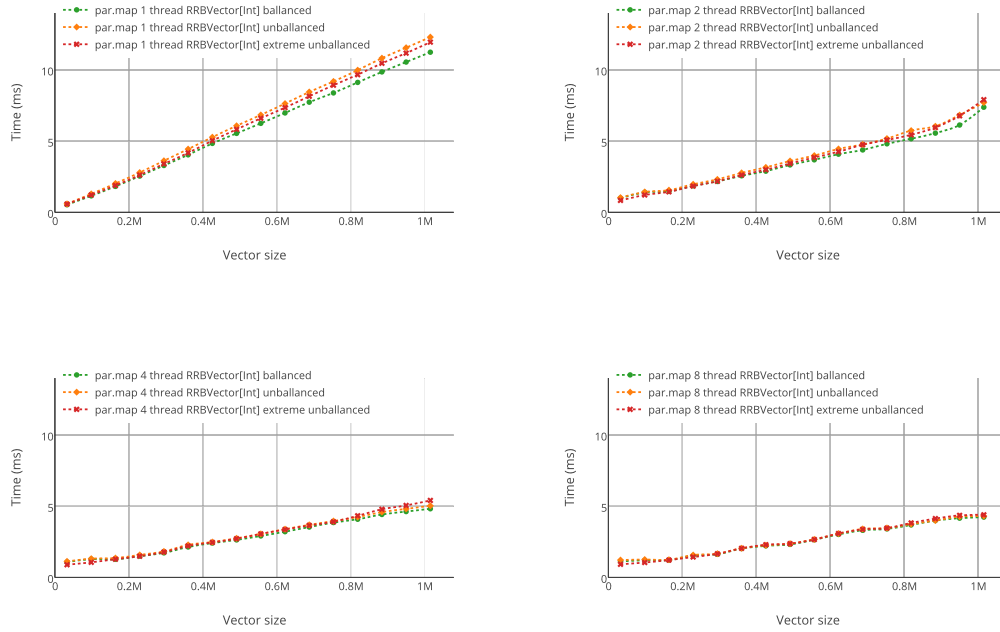 par.map 1 thread RRBVector[Int] ballanced
par.map 1 thread RRBVector[Int] unballanced
par.map 1 thread RRBVector[Int] extreme unballanced
10
5
0
Time (ms)
0
0.2M
0.4M
0.6M
0.8M
1M
Vector size
par.map 2 thread RRBVector[Int] ballanced
par.map 2 thread RRBVector[Int] unballanced
par.map 2 thread RRBVector[Int] extreme unballanced
10
5
0
Time (ms)
0
0.2M
0.4M
0.6M
0.8M
1M
Vector size
par.map 4 thread RRBVector[Int] ballanced
par.map 4 thread RRBVector[Int] unballanced
par.map 4 thread RRBVector[Int] extreme unballanced
10
5
0
Time (ms)
0
0.2M
0.4M
0.6M
0.8M
1M
Vector size
par.map 8 thread RRBVector[Int] ballanced
par.map 8 thread RRBVector[Int] unballanced
par.map 8 thread RRBVector[Int] extreme unballanced
10
5
0
Time (ms)
0
0.2M
0.4M
0.6M
0.8M
1M
Vector size